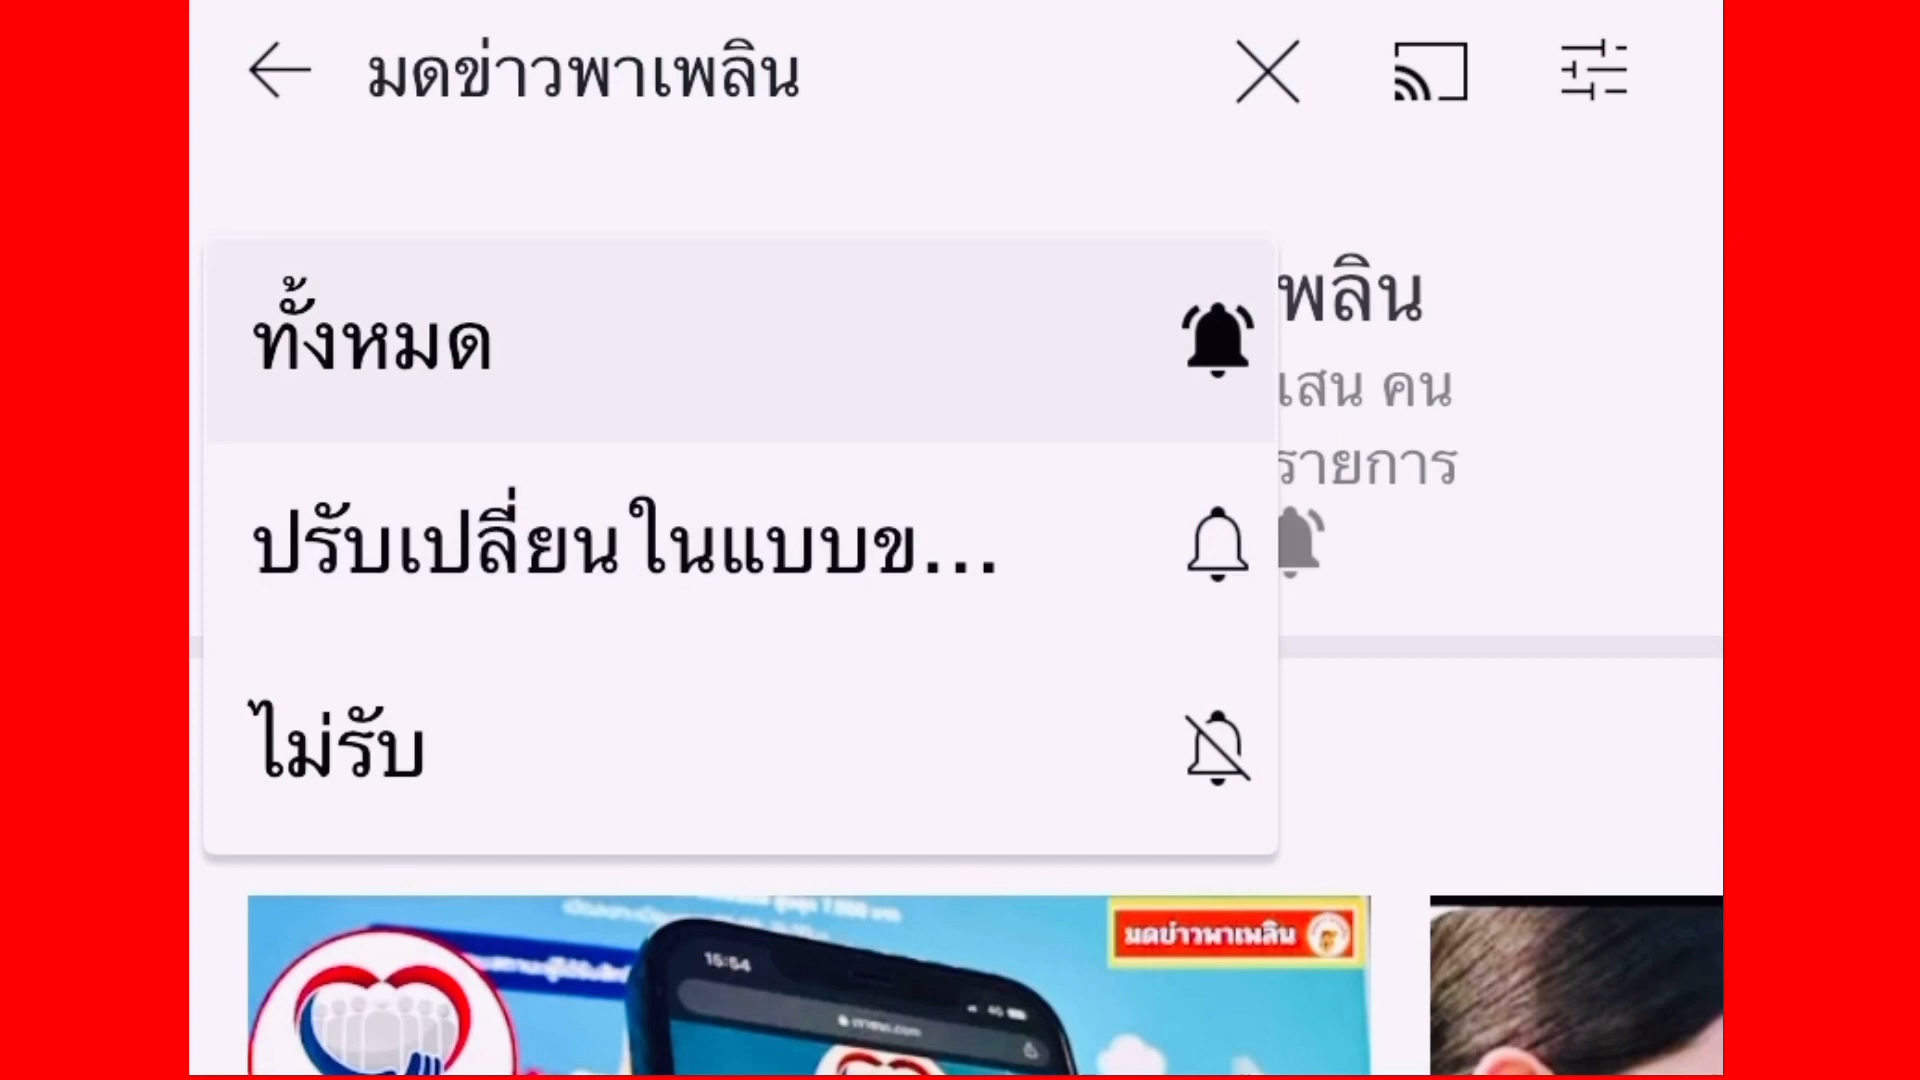 มดข่าวพาเพลิน
ทั้งหมด
ปรับเปลี่ยนในแบบข...
ไม่รับ
พลิน
เสน คน
รายการ
มดข่าวพาเพลิน
15:54
4G